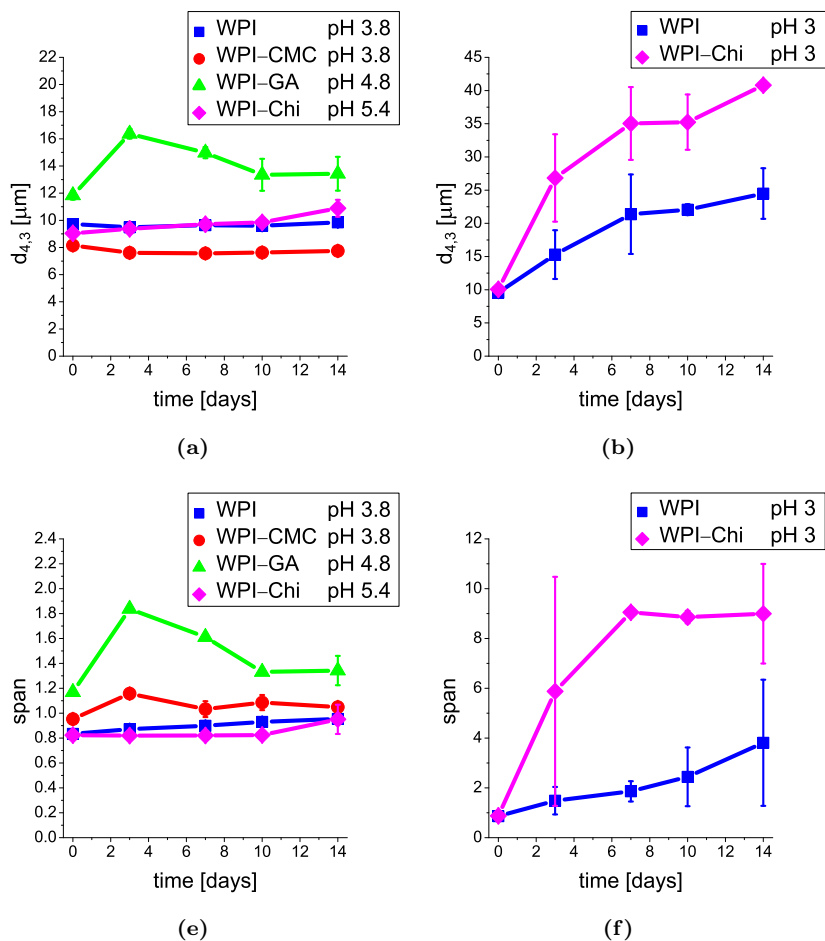 WPI pH 3.8
WPI–CMC pH 3.8
WPI–GA pH 4.8
WPI–Chi pH 5.4
22
20
18
16
14
12
10
8
6
4
2
0
d4,3 [µm]
0 2 4 6 8 10 12 14
time [days]
(a)
WPI pH 3
WPI–Chi pH 3
45
40
35
30
25
20
15
10
5
0
d4,3 [µm]
0 2 4 6 8 10 12 14
time [days]
(b)
WPI pH 3.8
WPI–CMC pH 3.8
WPI–GA pH 4.8
WPI–Chi pH 5.4
2.4
2.2
2.0
1.8
1.6
1.4
1.2
1.0
0.8
0.6
0.4
0.2
0.0
span
0 2 4 6 8 10 12 14
time [days]
(e)
WPI pH 3
WPI–Chi pH 3
12
10
8
6
4
2
0
span
0 2 4 6 8 10 12 14
time [days]
(f)